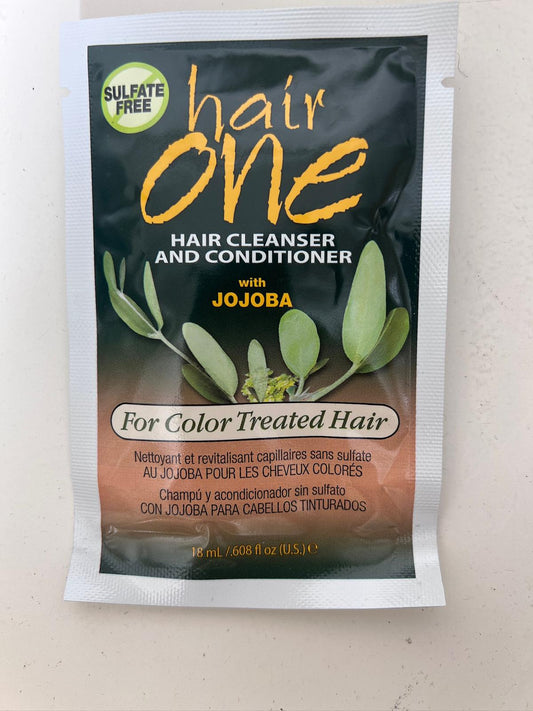 SULFATE
FREE
hair
one
HAIR CLEANSER
AND CONDITIONER
with
JOJOBA
For Color Treated Hair
Nettoyant et revitalisant capillaires sans sulfate
AU JOJOBA POUR LES CHEVEUX COLORÉS
Champú y acondicionador sin sulfato
CON JOJOBA PARA CABELLOS TINTURADOS
18 mL /.608 fl oz (U.S.) ℮